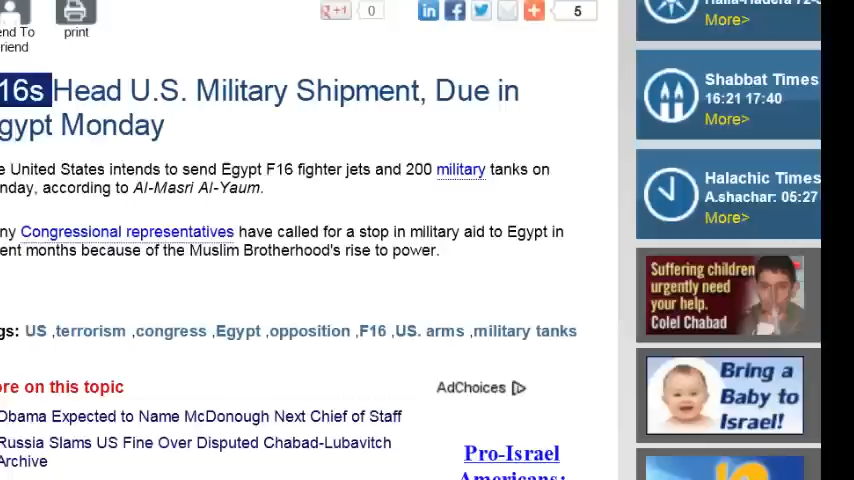 nd To
riend
print
+1
0
5
16s Head U.S. Military Shipment, Due in
gypt Monday
e United States intends to send Egypt F16 fighter jets and 200 military tanks on
nday, according to Al-Masri Al-Yaum.
ny Congressional representatives have called for a stop in military aid to Egypt in
ent months because of the Muslim Brotherhood's rise to power.
gs: US ,terrorism ,congress ,Egypt ,opposition ,F16 ,US. arms ,military tanks
ore on this topic
Obama Expected to Name McDonough Next Chief of Staff
Russia Slams US Fine Over Disputed Chabad-Lubavitch
Archive
AdChoices
Pro-Israel
Americans:
More>
Shabbat Times
16:21 17:40
More>
Halachic Times
A.shachar: 05:27
More>
Suffering children
urgently need
your help.
Colel Chabad
Bring a
Baby to
Israel!